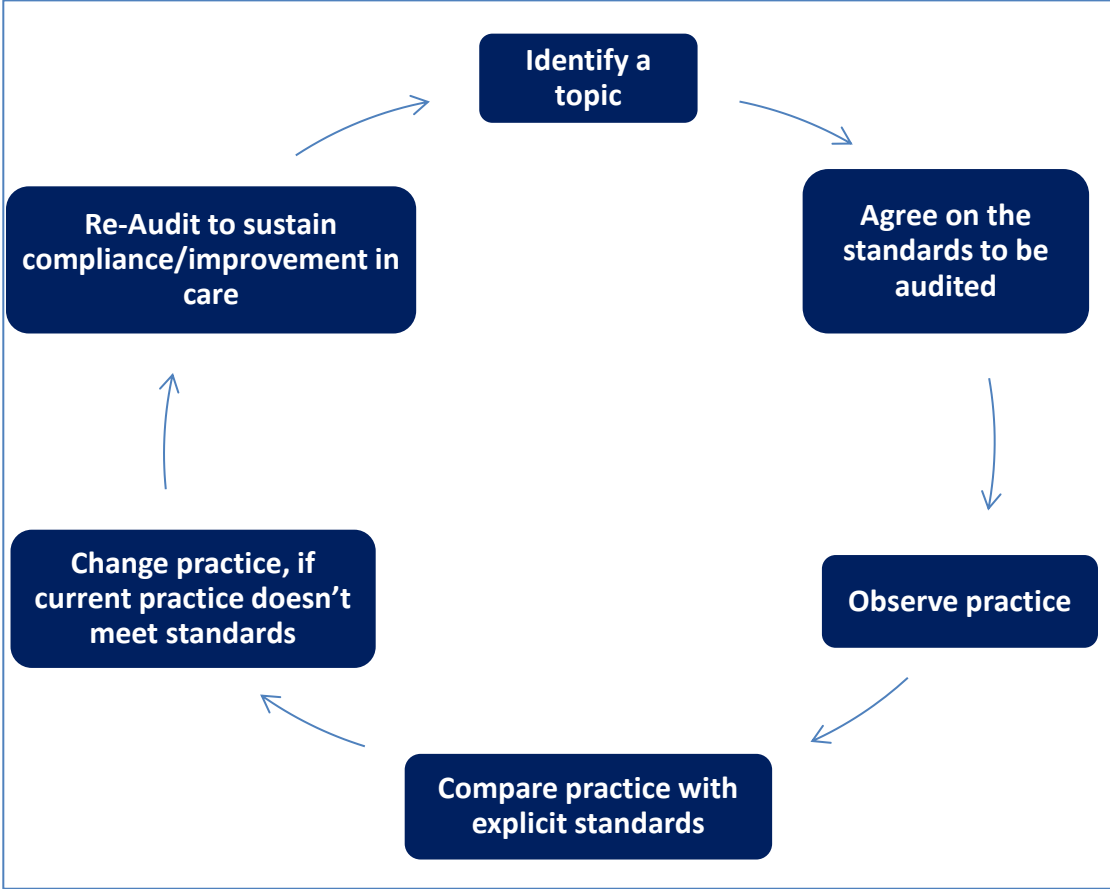 Identify a
topic
Agree on the
standards to be
audited
Observe practice
Compare practice with
explicit standards
Change practice, if
current practice doesn’t
meet standards
Re-Audit to sustain
compliance/improvement in
care